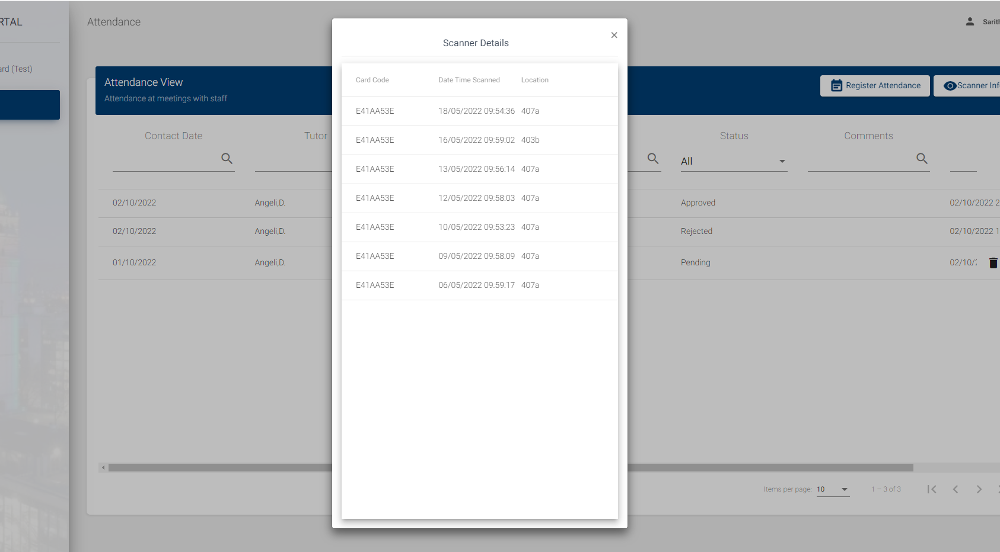 RTAL
Attendance
Sarith
ard (Test)
Scanner Details
Attendance View
Attendance at meetings with staff
Register Attendance
Scanner Inf
Contact Date
Tutor
Status
Comments
All
02/10/2022 Angeli,D. Approved 02/10/2022 2
02/10/2022 Angeli,D. Rejected 02/10/2022 1
01/10/2022 Angeli,D. Pending 02/10/2
Card Code Date Time Scanned Location
E41AA53E 18/05/2022 09:54:36 407a
E41AA53E 16/05/2022 09:59:02 403b
E41AA53E 13/05/2022 09:56:14 407a
E41AA53E 12/05/2022 09:58:03 407a
E41AA53E 10/05/2022 09:53:23 407a
E41AA53E 09/05/2022 09:58:09 407a
E41AA53E 06/05/2022 09:59:17 407a
Items per page: 10 1 – 3 of 3